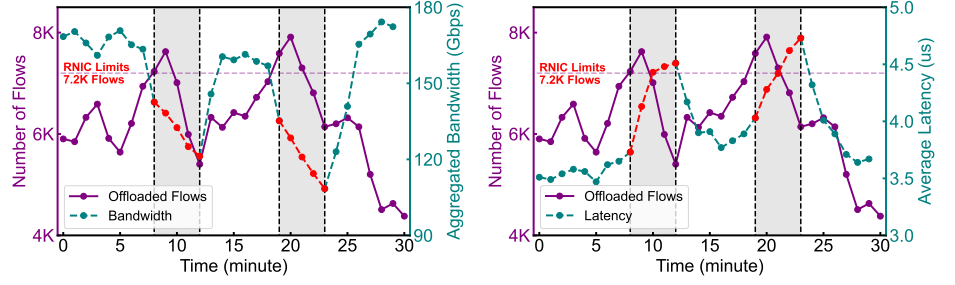 Number of Flows
8K
6K
4K
RNIC Limits
7.2K Flows
Offloaded Flows
Bandwidth
0
5
10
15
20
25
30
Time (minute)
180
150
120
90
Aggregated Bandwidth (Gbps)
Number of Flows
8K
6K
4K
RNIC Limits
7.2K Flows
Offloaded Flows
Latency
0
5
10
15
20
25
30
Time (minute)
5.0
4.5
4.0
3.5
3.0
Average Latency (us)